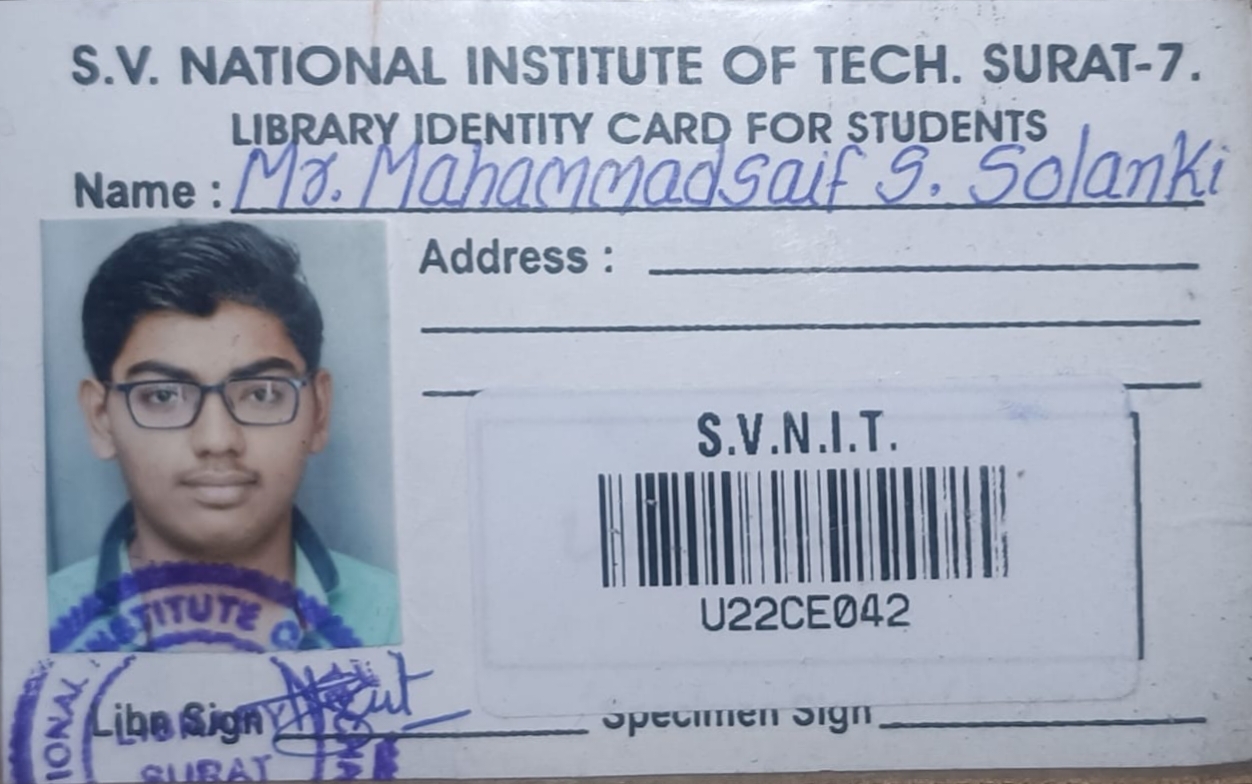 S.V. NATIONAL INSTITUTE OF TECH. SURAT-7.
LIBRARY IDENTITY CARD FOR STUDENTS
Name : Mr. Mahammadsaif S. Solanki
Address :
S.V.N.I.T.
U22CE042
Libn Sign
Specimen Sign
TITUTE O
IONAL
SURAT